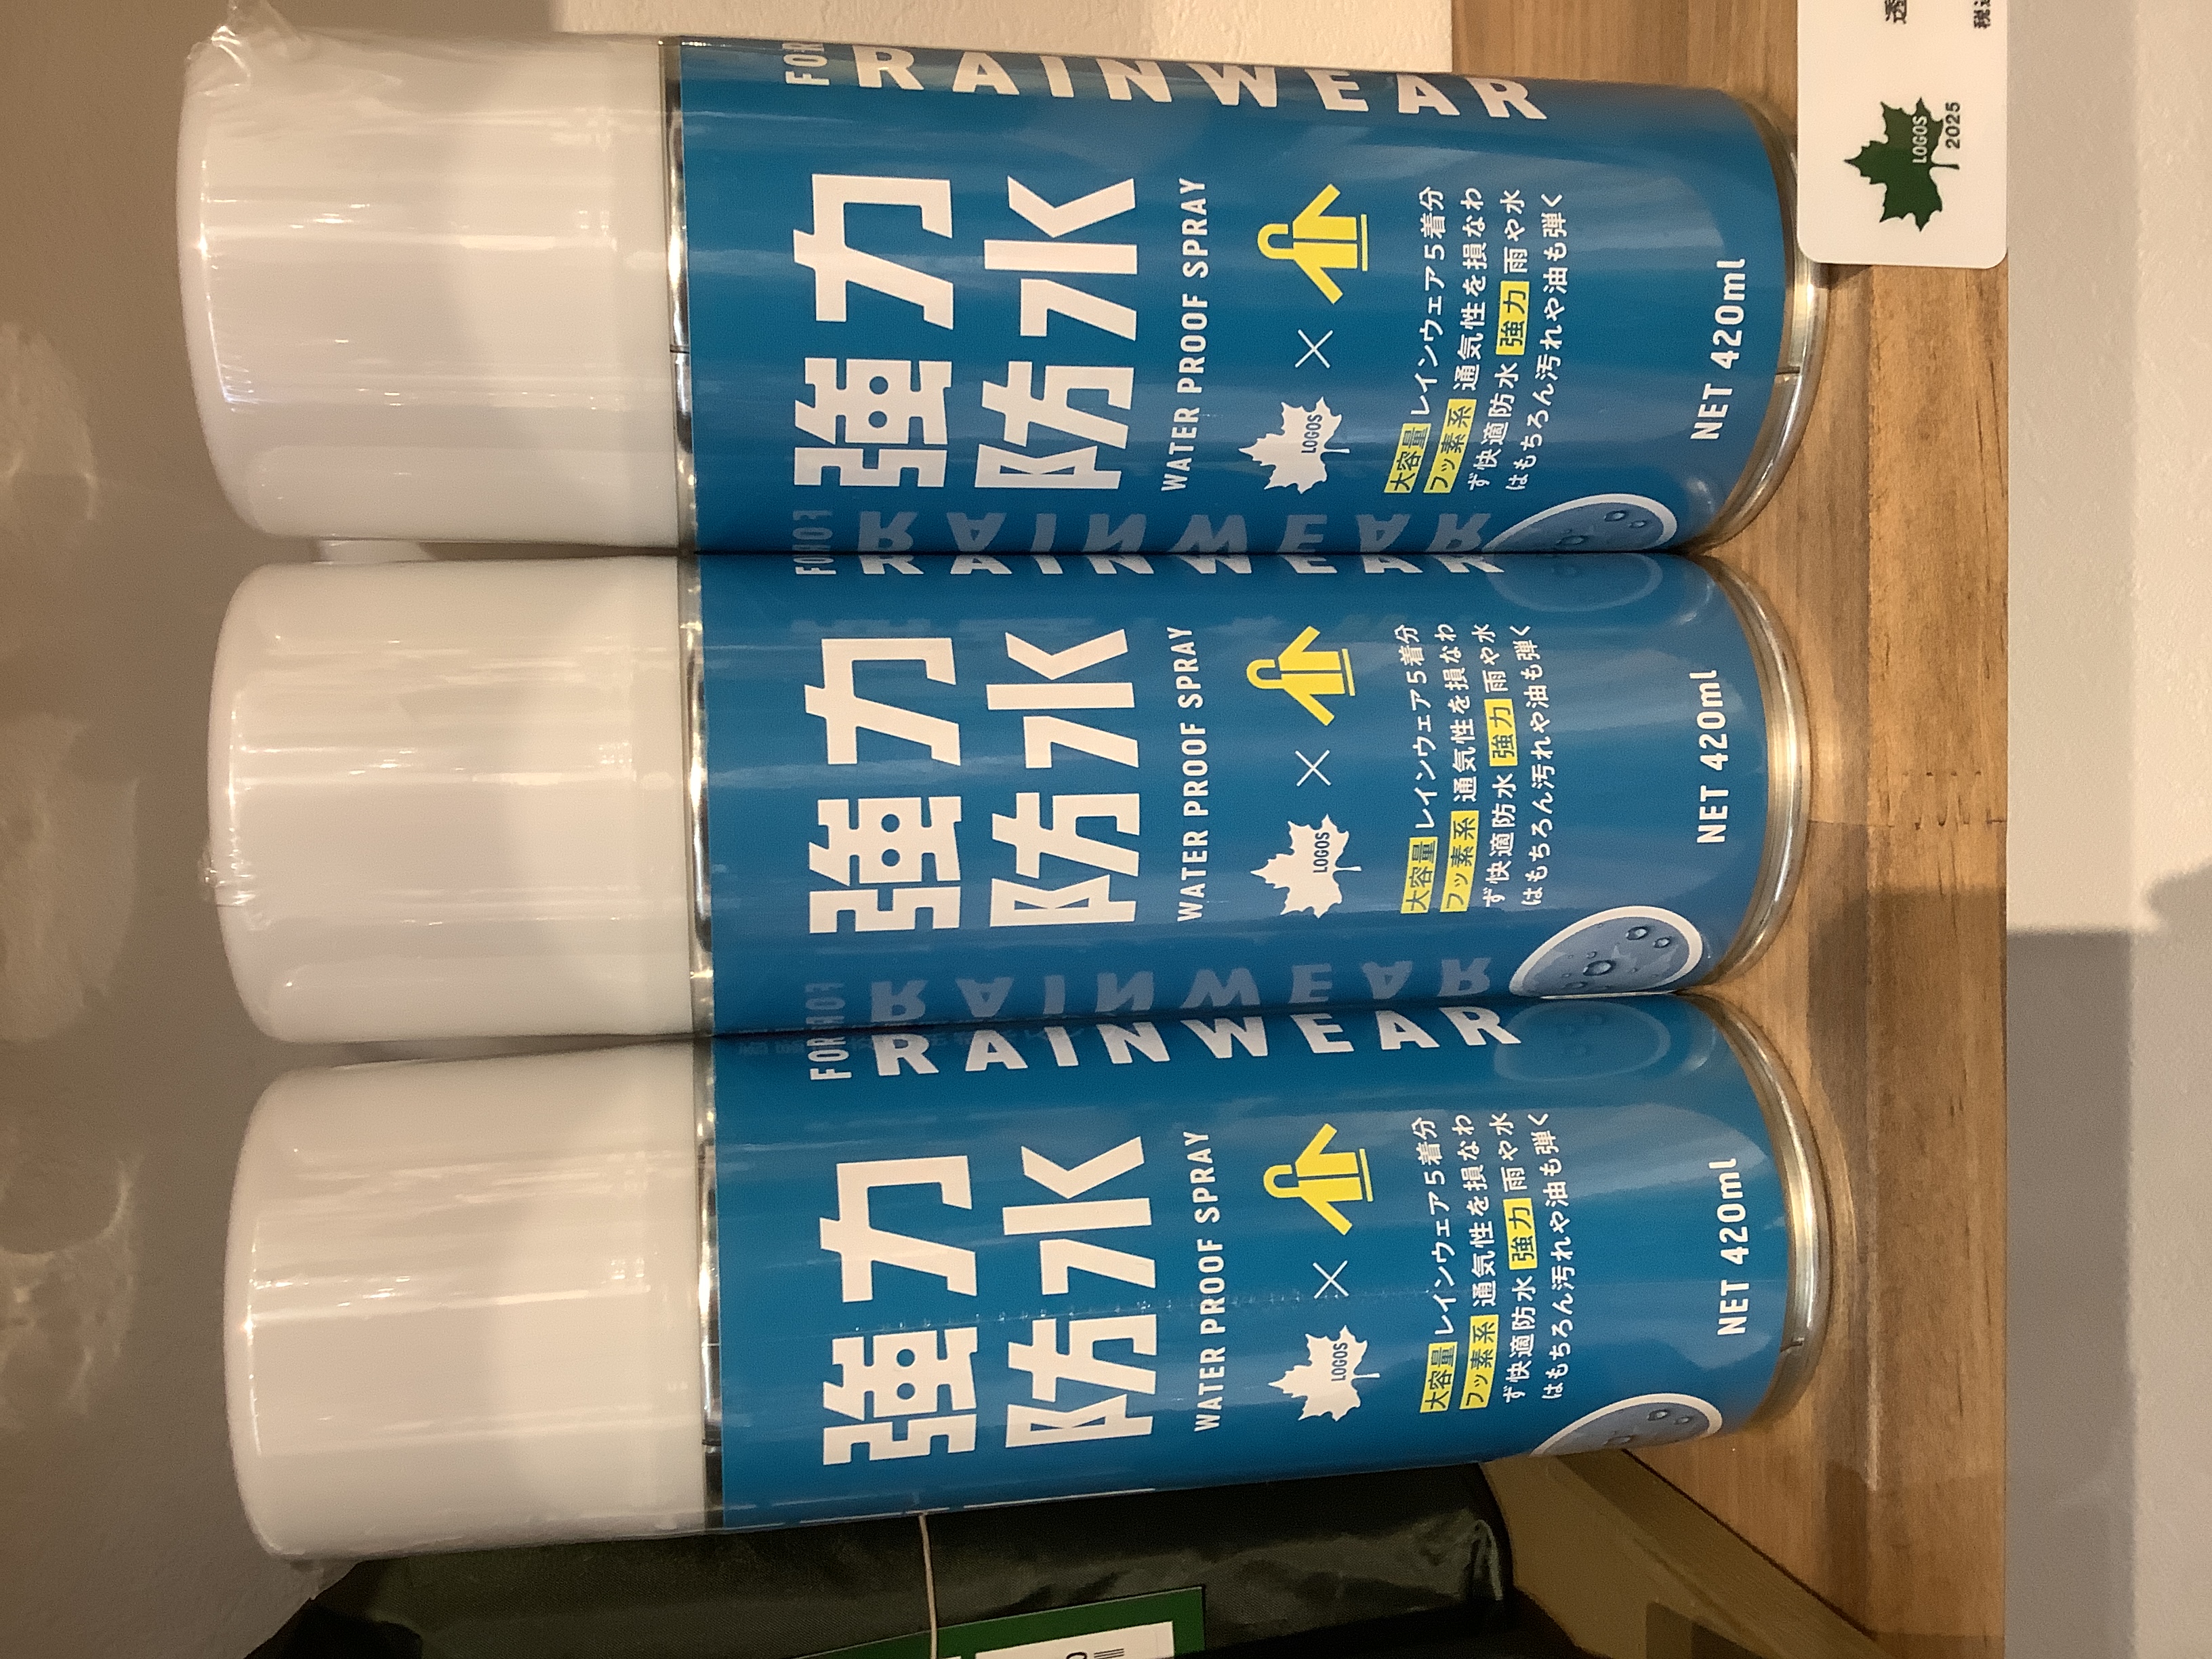 FOR
RAINWEAR
強力
防水
WATER PROOF SPRAY
LOGOS
×
大容量 レインウェア5着分
フッ素系 通気性を損なわ
ず快適防水 強力 雨や水
はもちろん汚れや油も弾く
NET 420ml
FOR
RAINWEAR
強力
防水
WATER PROOF SPRAY
LOGOS
×
大容量 レインウェア5着分
フッ素系 通気性を損なわ
ず快適防水 強力 雨や水
はもちろん汚れや油も弾く
NET 420ml
FOR
RAINWEAR
強力
防水
WATER PROOF SPRAY
LOGOS
×
大容量 レインウェア5着分
フッ素系 通気性を損なわ
ず快適防水 強力 雨や水
はもちろん汚れや油も弾く
NET 420ml
LOGOS
2025
透
税込